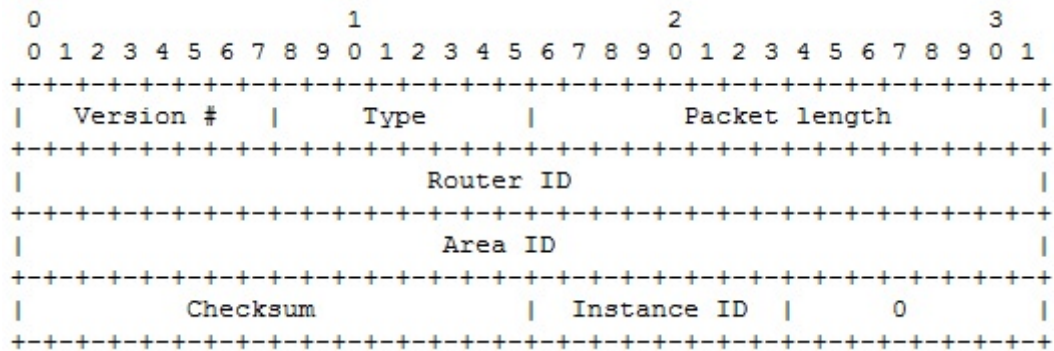 0                   1                   2                   3
 0 1 2 3 4 5 6 7 8 9 0 1 2 3 4 5 6 7 8 9 0 1 2 3 4 5 6 7 8 9 0 1
+-+-+-+-+-+-+-+-+-+-+-+-+-+-+-+-+-+-+-+-+-+-+-+-+-+-+-+-+-+-+-+-+
|   Version #   |     Type      |         Packet length         |
+-+-+-+-+-+-+-+-+-+-+-+-+-+-+-+-+-+-+-+-+-+-+-+-+-+-+-+-+-+-+-+-+
|                         Router ID                             |
+-+-+-+-+-+-+-+-+-+-+-+-+-+-+-+-+-+-+-+-+-+-+-+-+-+-+-+-+-+-+-+-+
|                          Area ID                              |
+-+-+-+-+-+-+-+-+-+-+-+-+-+-+-+-+-+-+-+-+-+-+-+-+-+-+-+-+-+-+-+-+
|          Checksum             |  Instance ID  |      0        |
+-+-+-+-+-+-+-+-+-+-+-+-+-+-+-+-+-+-+-+-+-+-+-+-+-+-+-+-+-+-+-+-+